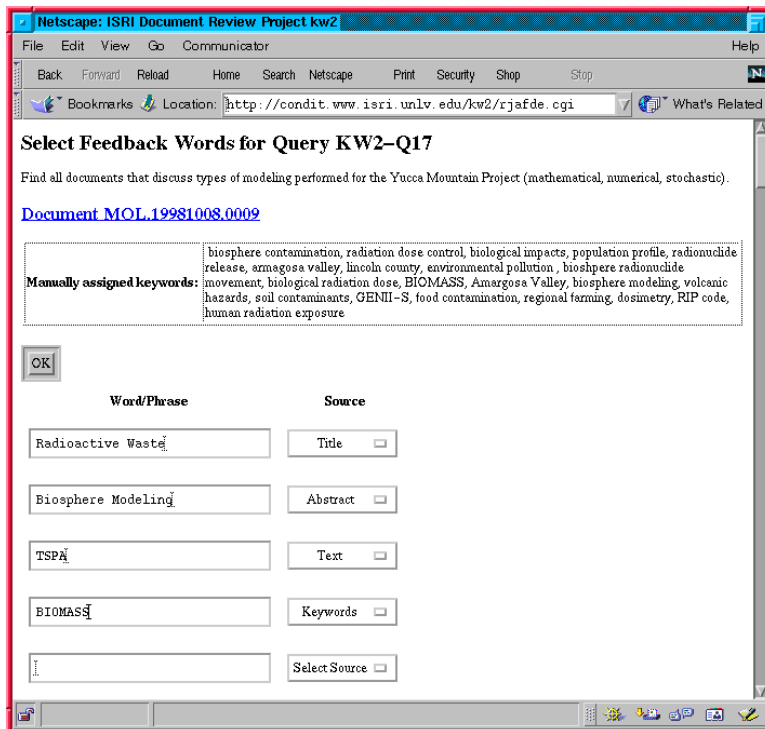 Netscape: ISRI Document Review Project kw2
File Edit View Go Communicator Help
Back Forward Reload Home Search Netscape Print Security Shop Stop N
Bookmarks Location: http://condit.www.isri.unlv.edu/kw2/rjafde.cgi What's Related
Select Feedback Words for Query KW2-Q17
Find all documents that discuss types of modeling performed for the Yucca Mountain Project (mathematical, numerical, stochastic).
Document MOL.19981008.0009
Manually assigned keywords:
biosphere contamination, radiation dose control, biological impacts, population profile, radionuclide
release, armagosa valley, lincoln county, environmental pollution , bioshpere radionuclide
movement, biological radiation dose, BIOMASS, Amargosa Valley, biosphere modeling, volcanic
hazards, soil contaminants, GENII-S, food contamination, regional farming, dosimetry, RIP code,
human radiation exposure
OK
Word/Phrase Source
Radioactive Waste Title
Biosphere Modeling Abstract
TSPA Text
BIOMASS Keywords
Select Source